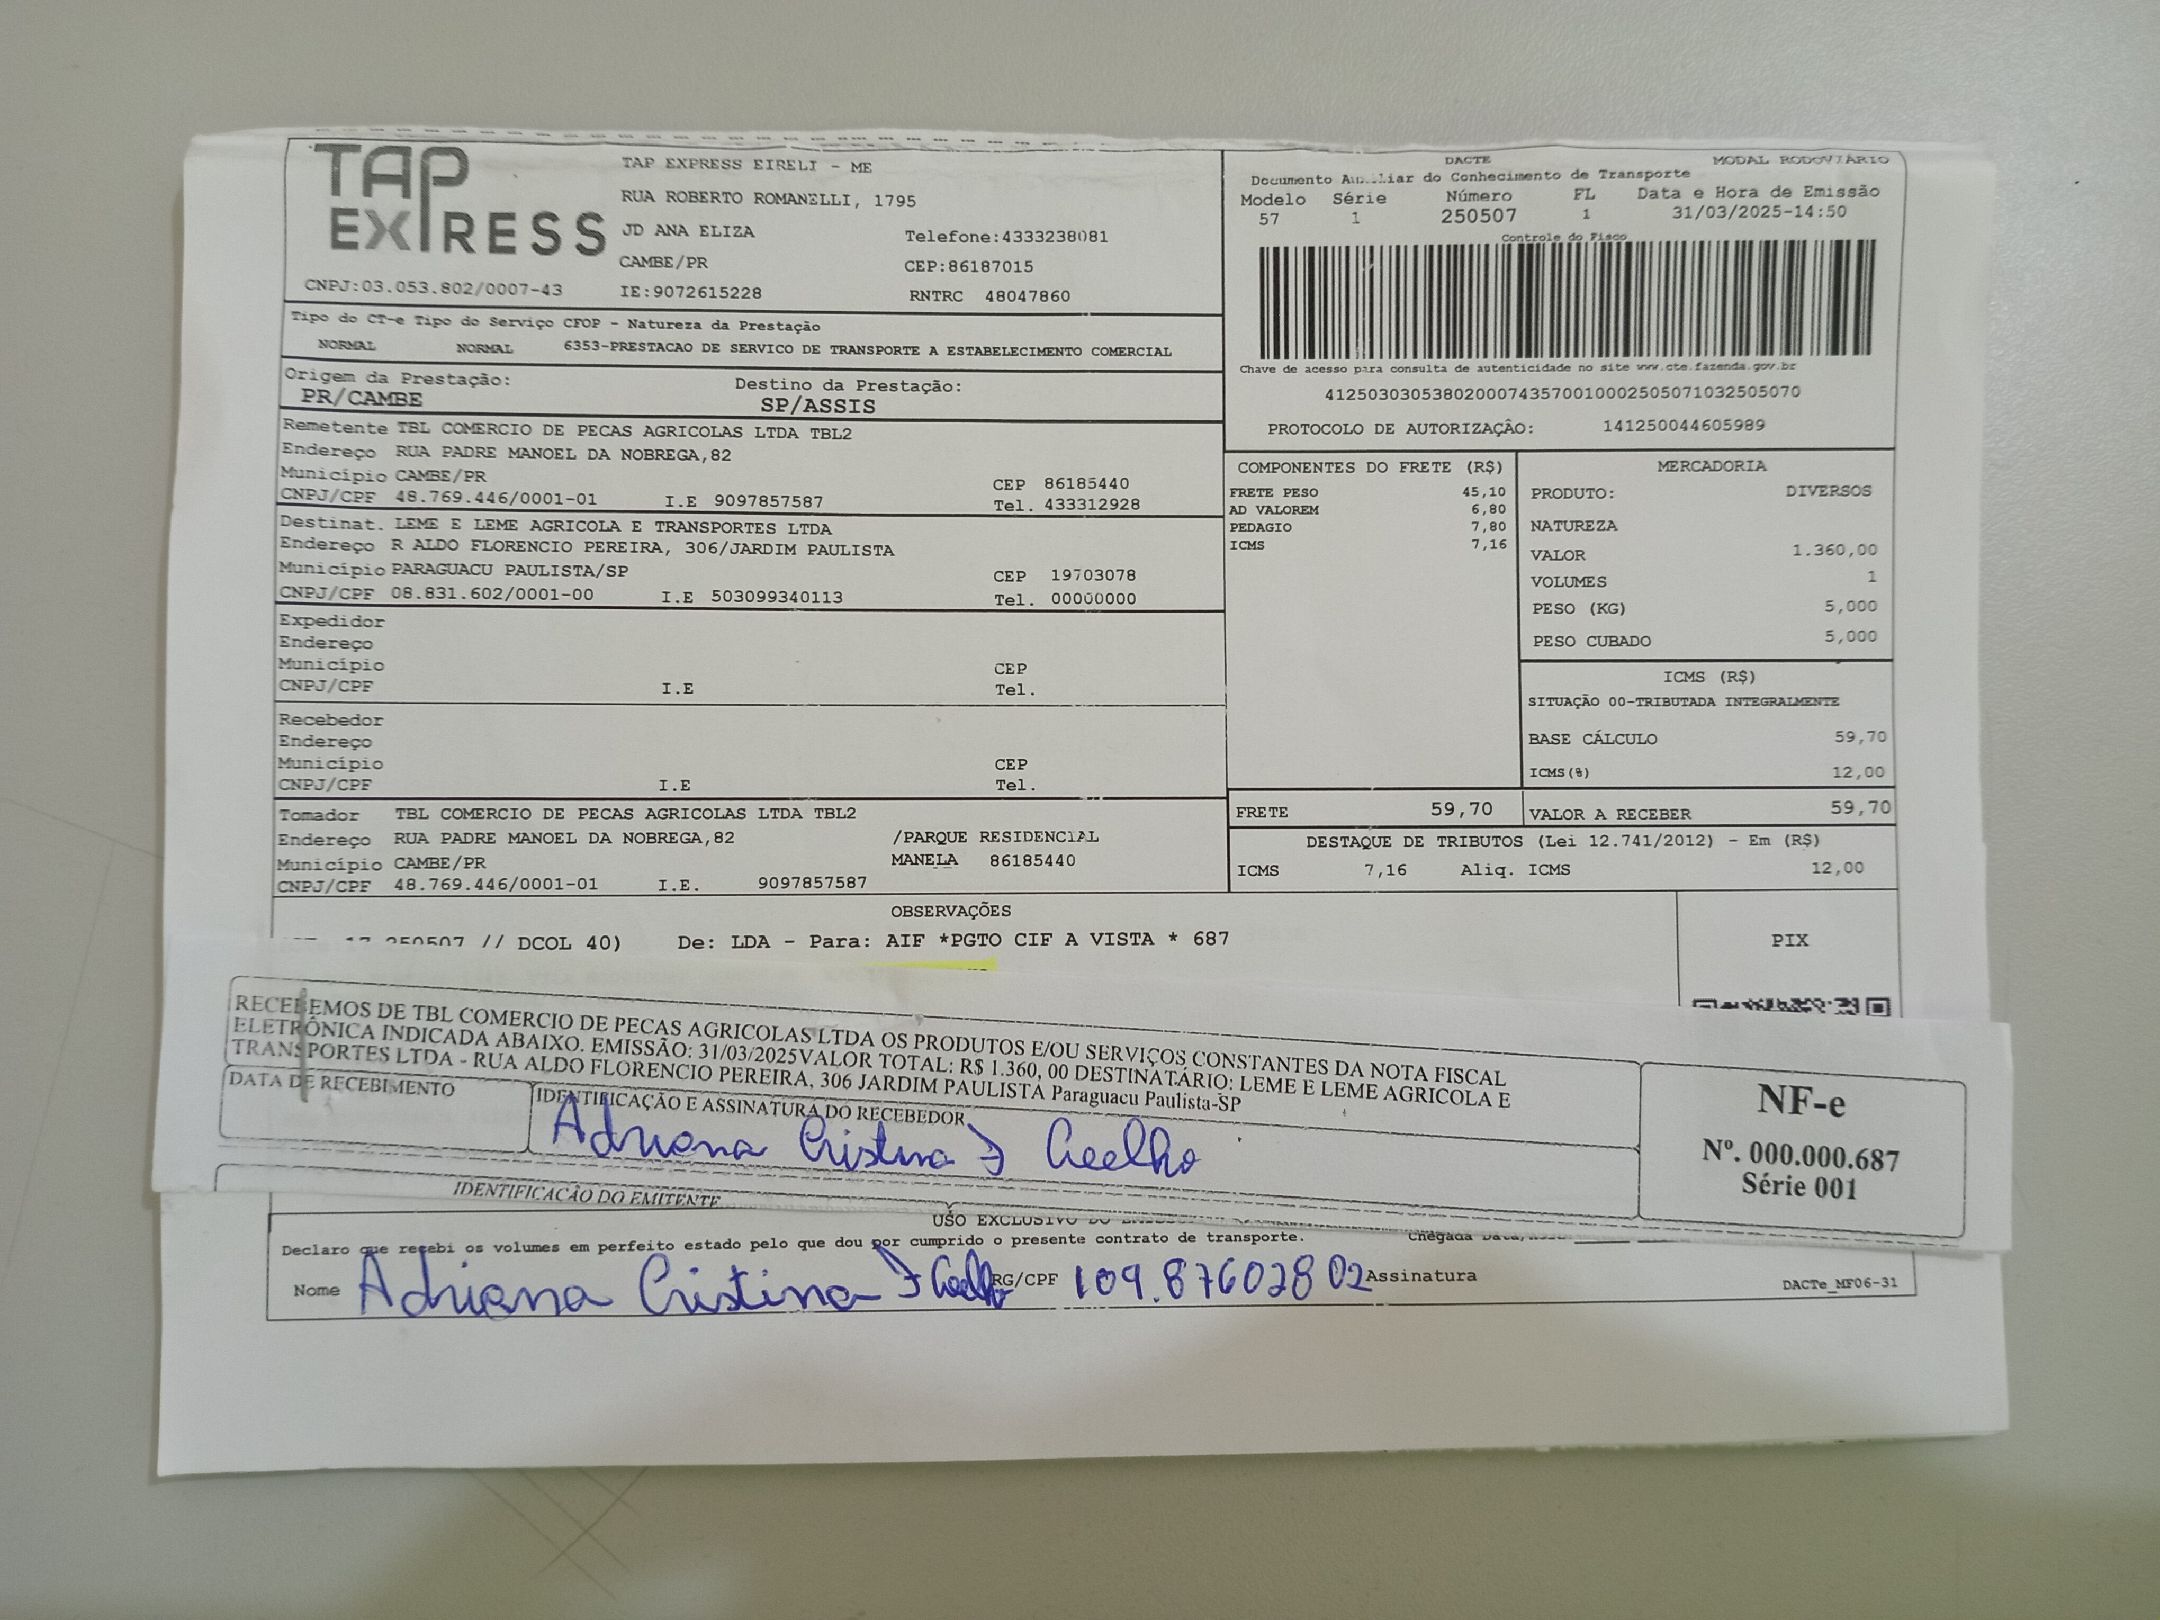 TAP
EXPRESS
TAP EXPRESS EIRELI - ME
RUA ROBERTO ROMANELLI, 1795
JD ANA ELIZA Telefone:4333238081
CAMBE/PR CEP:86187015
CNPJ:03.053.802/0007-43 IE:9072615228 RNTRC 48047860
DACTE MODAL RODOVIÁRIO
Documento Auxiliar do Conhecimento de Transporte
Modelo Série Número FL Data e Hora de Emissão
57 1 250507 1 31/03/2025-14:50
Controle do Fisco
Chave de acesso para consulta de autenticidade no site www.cte.fazenda.gov.br
41250303053802000743570010002505071032505070
PROTOCOLO DE AUTORIZAÇÃO: 141250044605989
Tipo do CT-e Tipo do Serviço CFOP - Natureza da Prestação
NORMAL NORMAL 6353-PRESTACAO DE SERVICO DE TRANSPORTE A ESTABELECIMENTO COMERCIAL
Origem da Prestação: Destino da Prestação:
PR/CAMBE SP/ASSIS
Remetente TBL COMERCIO DE PECAS AGRICOLAS LTDA TBL2
Endereço RUA PADRE MANOEL DA NOBREGA,82
Município CAMBE/PR CEP 86185440
CNPJ/CPF 48.769.446/0001-01 I.E 9097857587 Tel. 433312928
Destinat. LEME E LEME AGRICOLA E TRANSPORTES LTDA
Endereço R ALDO FLORENCIO PEREIRA, 306/JARDIM PAULISTA
Município PARAGUACU PAULISTA/SP CEP 19703078
CNPJ/CPF 08.831.602/0001-00 I.E 503099340113 Tel. 00000000
Expedidor
Endereço
Município CEP
CNPJ/CPF I.E Tel.
Recebedor
Endereço
Município CEP
CNPJ/CPF I.E Tel.
Tomador TBL COMERCIO DE PECAS AGRICOLAS LTDA TBL2
Endereço RUA PADRE MANOEL DA NOBREGA,82 /PARQUE RESIDENCIAL
Município CAMBE/PR MANELA 86185440
CNPJ/CPF 48.769.446/0001-01 I.E. 9097857587
COMPONENTES DO FRETE (R$)
FRETE PESO 45,10
AD VALOREM 6,80
PEDAGIO 7,80
ICMS 7,16
MERCADORIA
PRODUTO: DIVERSOS
NATUREZA
VALOR 1.360,00
VOLUMES 1
PESO (KG) 5,000
PESO CUBADO 5,000
ICMS (R$)
SITUAÇÃO 00-TRIBUTADA INTEGRALMENTE
BASE CÁLCULO 59,70
ICMS(%) 12,00
FRETE 59,70 VALOR A RECEBER 59,70
DESTAQUE DE TRIBUTOS (Lei 12.741/2012) - Em (R$)
ICMS 7,16 Aliq. ICMS 12,00
OBSERVAÇÕES
250507 // DCOL 40) De: LDA - Para: AIF *PGTO CIF A VISTA * 687
PIX
RECEBEMOS DE TBL COMERCIO DE PECAS AGRICOLAS LTDA OS PRODUTOS E/OU SERVIÇOS CONSTANTES DA NOTA FISCAL
ELETRÔNICA INDICADA ABAIXO. EMISSÃO: 31/03/2025VALOR TOTAL: R$ 1.360, 00 DESTINATÁRIO: LEME E LEME AGRICOLA E
TRANSPORTES LTDA - RUA ALDO FLORENCIO PEREIRA, 306 JARDIM PAULISTA Paraguacu Paulista-SP
DATA DE RECEBIMENTO IDENTIFICAÇÃO E ASSINATURA DO RECEBEDOR
Adriana Cristina F Coelho
NF-e
Nº. 000.000.687
Série 001
IDENTIFICAÇÃO DO EMITENTE
USO EXCLUSIVO DO
Declaro que recebi os volumes em perfeito estado pelo que dou por cumprido o presente contrato de transporte. Chegada
Nome Adriana Cristina F Coelho RG/CPF 109.87602802 Assinatura
DACTe_MF06-31